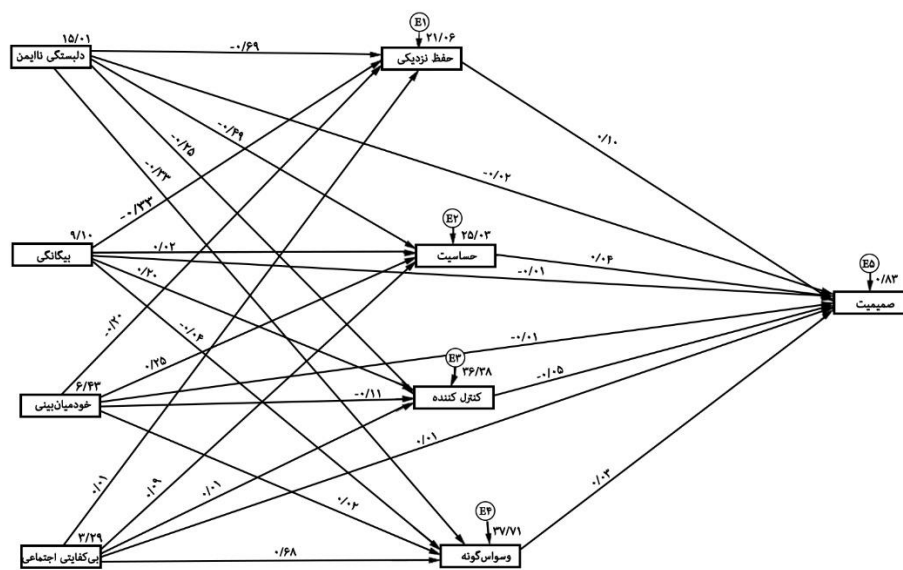 E۱
۱۵/۰۱
۲۱/۰۶
دلبستگی ناایمن
-۰/۶۹
حفظ نزدیکی
-۰/۴۹
-۰/۲۵
-۰/۳۳
۰/۱۰
-۰/۰۲
-۰/۳۳
E۲
۹/۱۰
۲۵/۰۳
بیگانگی
۰/۰۲
حساسیت
۰/۰۴
-۰/۰۱
E۵
۰/۸۳
صمیمیت
۰/۲۰
-۰/۰۴
-۰/۲۰
۰/۲۵
-۰/۰۱
E۳
۳۶/۳۸
۶/۴۳
خودمیان‌بینی
-۰/۱۱
کنترل کننده
-۰/۰۵
۰/۰۱
۰/۰۱
۰/۰۹
۰/۰۱
۰/۰۲
۰/۰۳
E۴
۳/۲۹
۳۷/۷۱
بی‌کفایتی اجتماعی
۰/۶۸
وسواس‌گونه